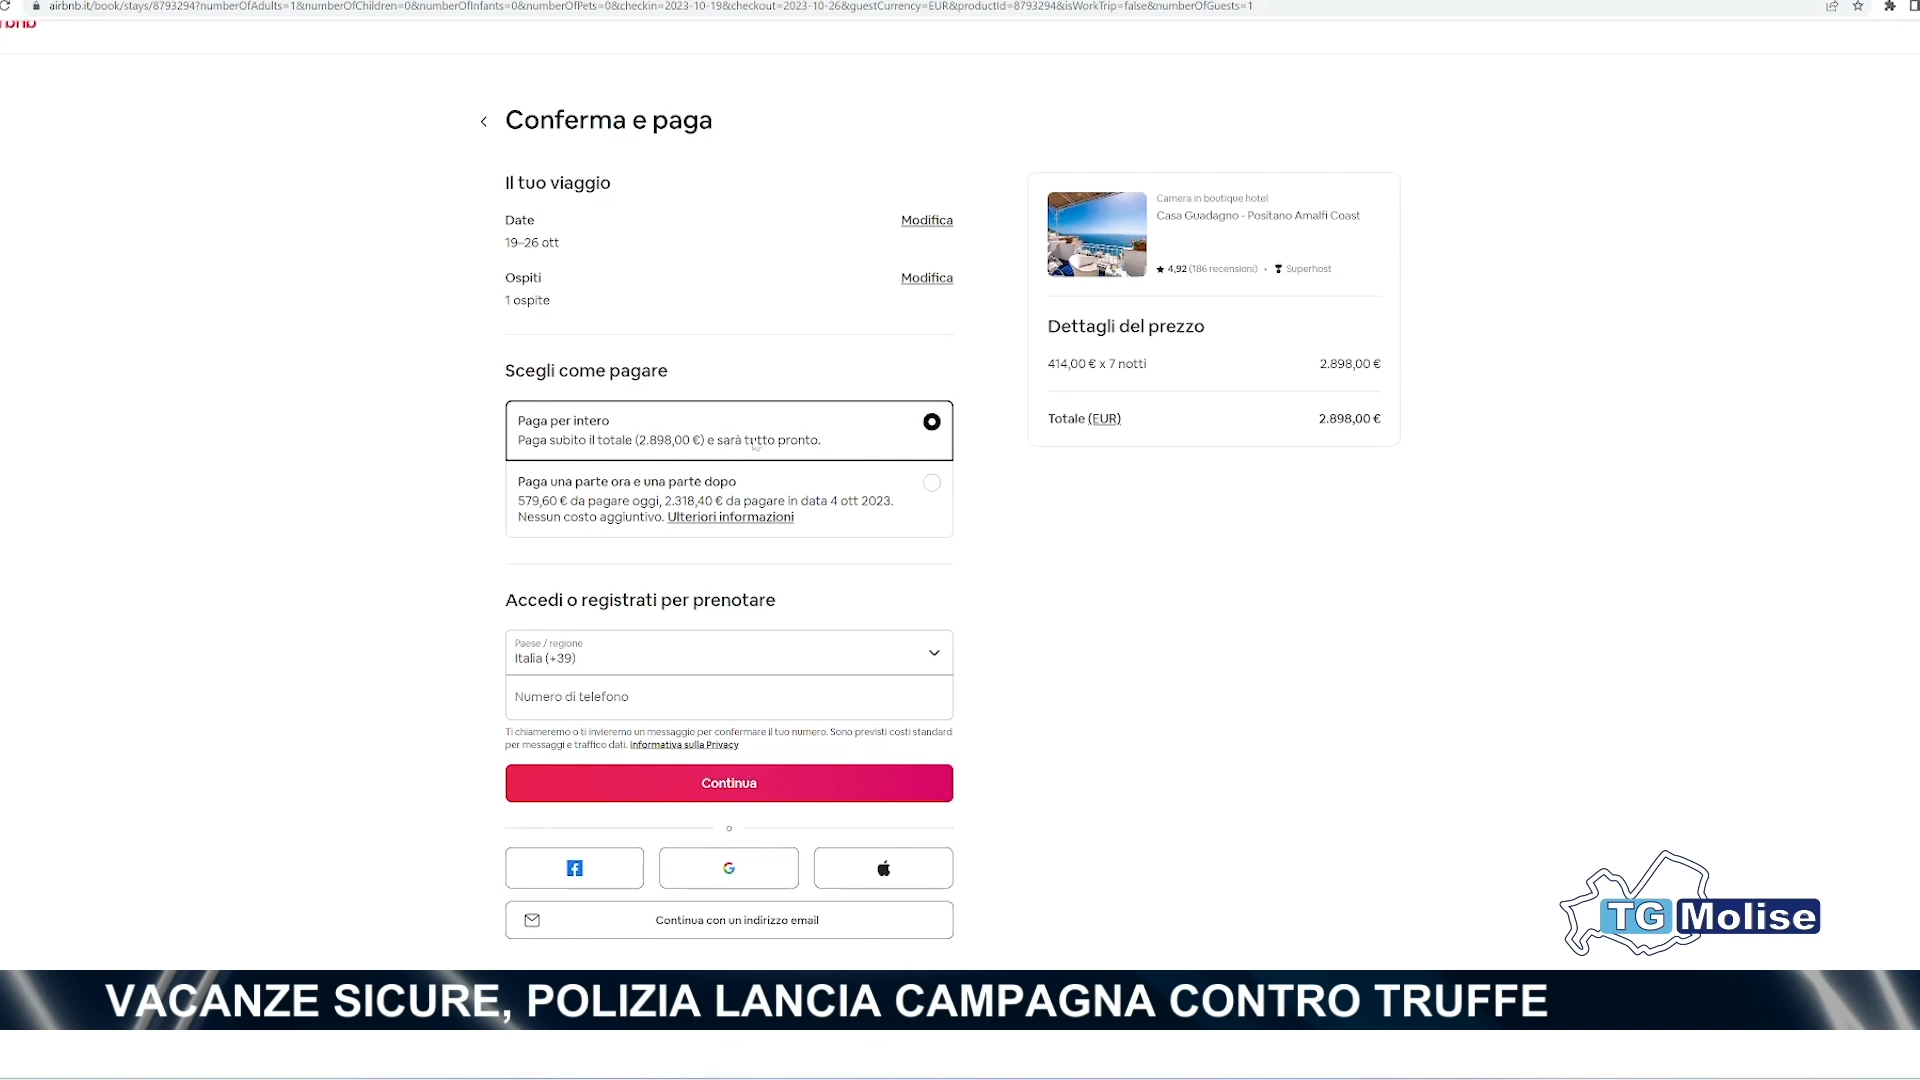 airbnb.it/book/stays/8793294?numberOfAdults=1&numberOfChildren=0&numberOfInfants=0&numberOfPets=0&checkin=2023-10-19&checkout=2023-10-26&guestCurrency=EUR&productId=8793294&isWorkTrip=false&numberOfGuests=1
Conferma e paga
Il tuo viaggio
Date
Modifica
19–26 ott
Ospiti
Modifica
1 ospite
Scegli come pagare
Paga per intero
Paga subito il totale (2.898,00 €) e sarà tutto pronto.
Paga una parte ora e una parte dopo
579,60 € da pagare oggi, 2.318,40 € da pagare in data 4 ott 2023.
Nessun costo aggiuntivo. Ulteriori informazioni
Accedi o registrati per prenotare
Paese / regione
Italia (+39)
Numero di telefono
Ti chiameremo o ti invieremo un messaggio per confermare il tuo numero. Sono previsti costi standard
per messaggi e traffico dati. Informativa sulla Privacy
Continua
o
Continua con un indirizzo email
Camera in boutique hotel
Casa Guadagno - Positano Amalfi Coast
4,92 (186 recensioni) · Superhost
Dettagli del prezzo
414,00 € x 7 notti 2.898,00 €
Totale (EUR) 2.898,00 €
TG Molise
VACANZE SICURE, POLIZIA LANCIA CAMPAGNA CONTRO TRUFFE